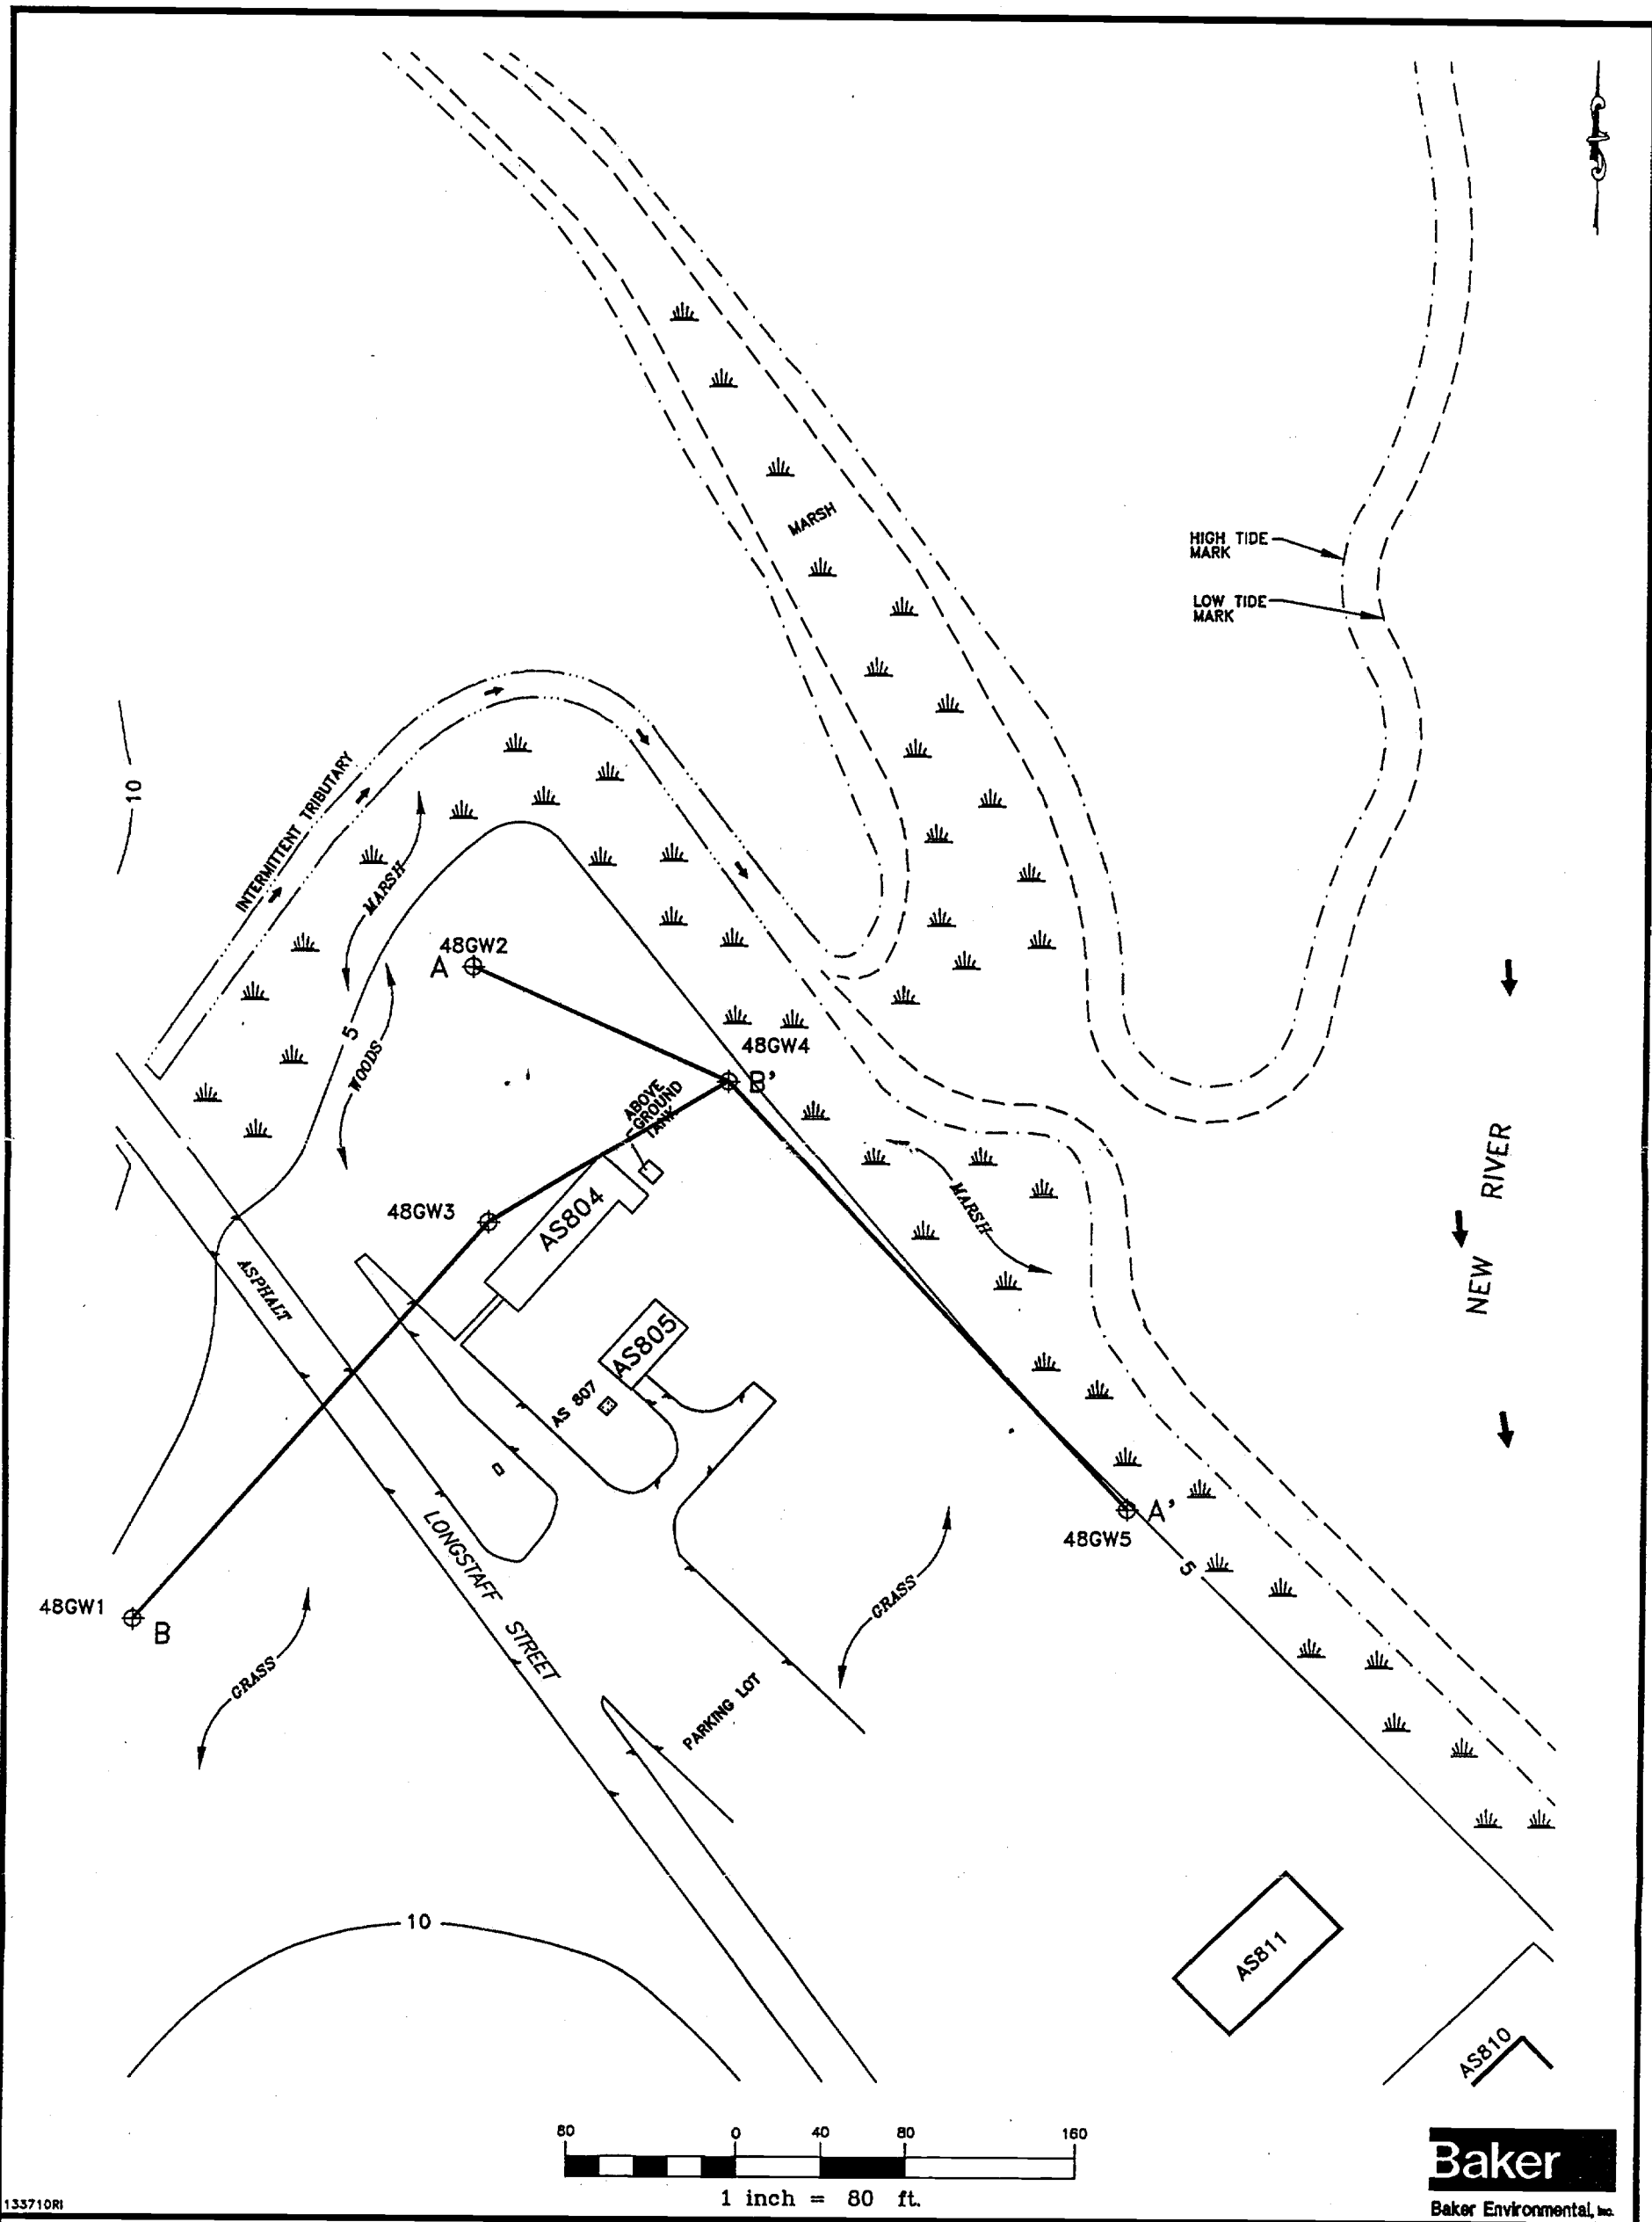 MARSH
HIGH TIDE
MARK
LOW TIDE
MARK
10
INTERMITTENT TRIBUTARY
MARSH
48GW2
A
5
WOODS
48GW4
B'
ABOVE
GROUND
TANK
48GW3
AS804
MARSH
NEW RIVER
ASPHALT
AS805
AS 807
A'
48GW5
5
LONGSTAFF STREET
GRASS
48GW1
B
GRASS
PARKING LOT
10
AS811
AS810
80 0 40 80 160
1 inch = 80 ft.
Baker
Baker Environmental, Inc.
133710RI